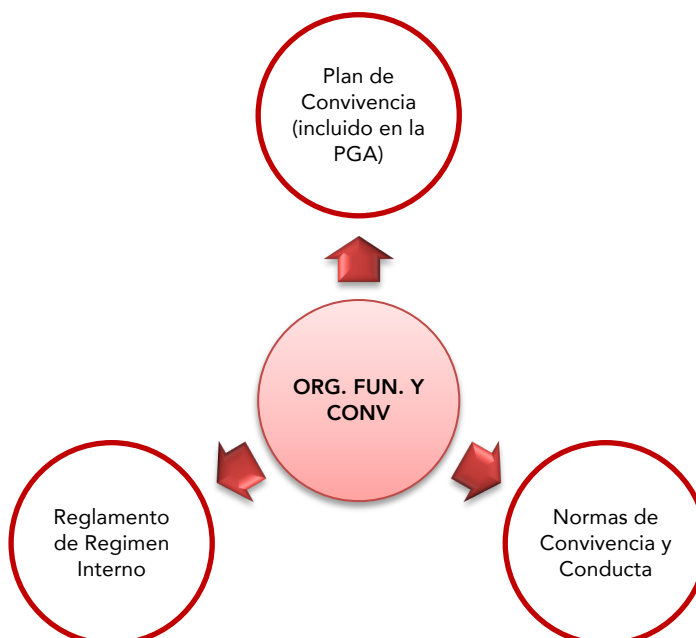 Plan de
Convivencia
(incluido en la
PGA)
ORG. FUN. Y
CONV
Reglamento
de Regimen
Interno
Normas de
Convivencia y
Conducta